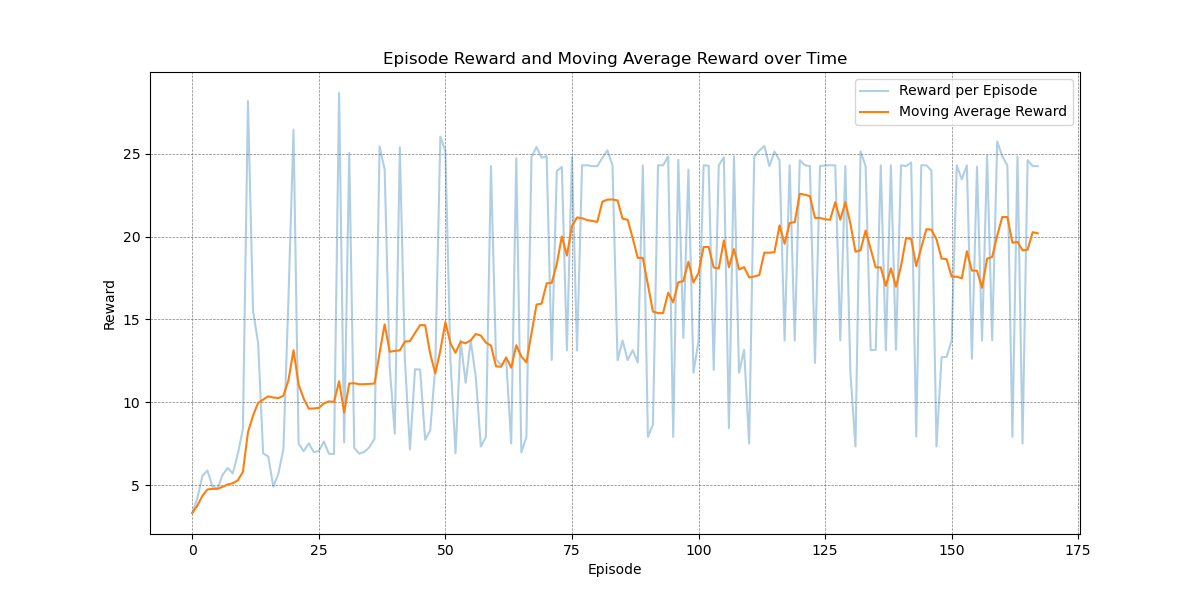 Episode Reward and Moving Average Reward over Time
Reward per Episode
Moving Average Reward
25
20
15
10
5
Reward
0 25 50 75 100 125 150 175
Episode